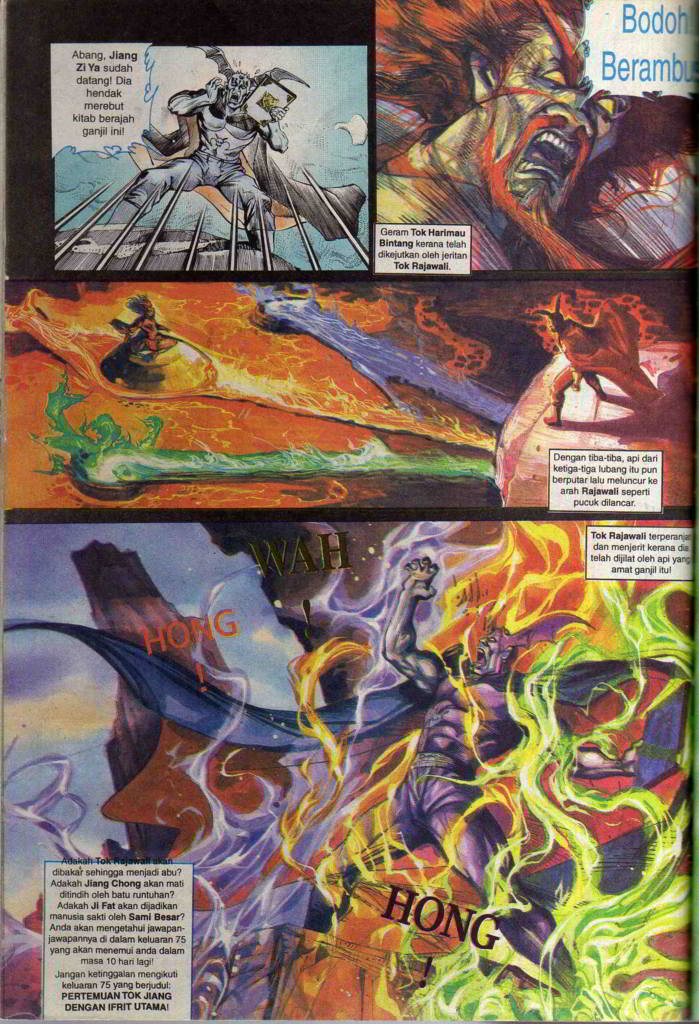 Abang, Jiang
Zi Ya sudah
datang! Dia
hendak
merebut
kitab berajah
ganjil ini!
Bodoh!
Geram Tok Harimau
Bintang kerana telah
dikejutkan oleh jeritan
Tok Rajawali.
Dengan tiba-tiba, api dari
ketiga-tiga lubang itu pun
berputar lalu meluncur ke
arah Rajawali seperti
pucuk dilancar.
Tok Rajawali
dan menjerit kerana dia
telah dijilat oleh api yang
amat ganjil itu!
WAH
!
HONG
!
HONG
!
Adakah Tok Rajawali akan
dibakar sehingga menjadi abu?
Adakah Jiang Chong akan mati
ditindih oleh batu runtuhan?
Adakah Ji Fat akan dijadikan
manusia sakti oleh Sami Besar?
Anda akan mengetahui jawapan-
jawapannya di dalam keluaran 75
yang akan menemui anda dalam
masa 10 hari lagi!
Jangan ketinggalan mengikuti
keluaran 75 yang berjudul:
PERTEMUAN TOK JIANG
DENGAN IFRIT UTAMA!